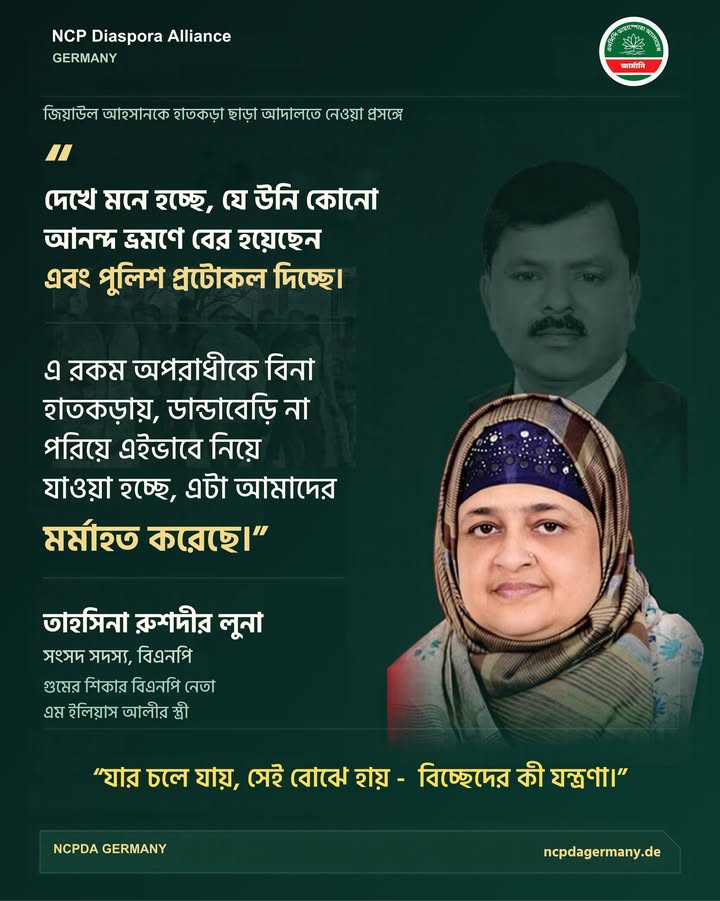 NCP Diaspora Alliance
GERMANY
এনসিপি ডায়াস্পোরা অ্যালায়েন্স
জার্মানি
জিয়াউল আহসানকে হাতকড়া ছাড়া আদালতে নেওয়া প্রসঙ্গে
“
দেখে মনে হচ্ছে, যে উনি কোনো
আনন্দ ভ্রমণে বের হয়েছেন
এবং পুলিশ প্রটোকল দিচ্ছে।
এ রকম অপরাধীকে বিনা
হাতকড়ায়, ডান্ডাবেড়ি না
পরিয়ে এইভাবে নিয়ে
যাওয়া হচ্ছে, এটা আমাদের
মর্মাহত করেছে।”
তাহসিনা রুশদীর লুনা
সংসদ সদস্য, বিএনপি
গুমের শিকার বিএনপি নেতা
এম ইলিয়াস আলীর স্ত্রী
“যার চলে যায়, সেই বোঝে হায় - বিচ্ছেদের কী যন্ত্রণা।”
NCPDA GERMANY
ncpdagermany.de